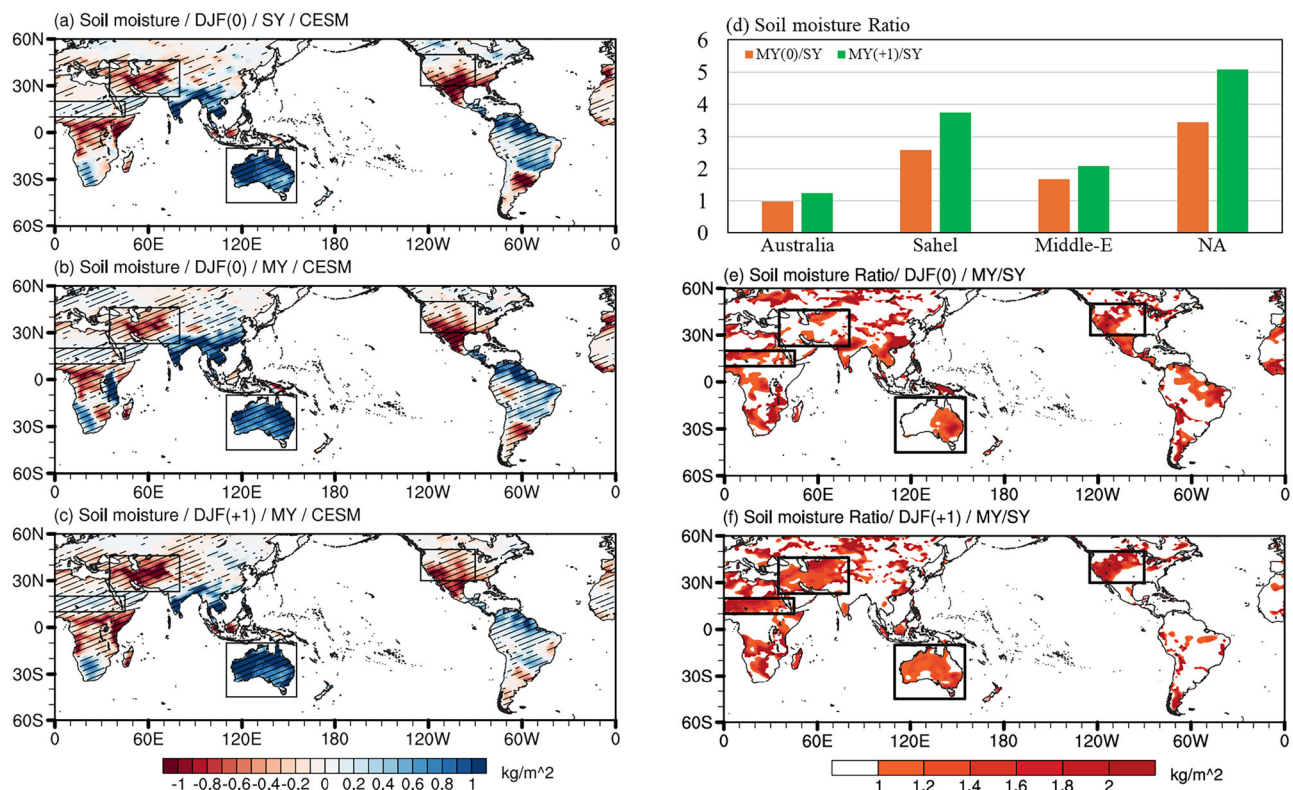 (a) Soil moisture / DJF(0) / SY / CESM
60N
30N
0
30S
60S
0 60E 120E 180 120W 60W 0
(b) Soil moisture / DJF(0) / MY / CESM
60N
30N
0
30S
60S
0 60E 120E 180 120W 60W 0
(c) Soil moisture / DJF(+1) / MY / CESM
60N
30N
0
30S
60S
0 60E 120E 180 120W 60W 0
-1 -0.8 -0.6 -0.4 -0.2 0 0.2 0.4 0.6 0.8 1
kg/m^2
(d) Soil moisture Ratio
MY(0)/SY MY(+1)/SY
6
5
4
3
2
1
0
Australia Sahel Middle-E NA
(e) Soil moisture Ratio/ DJF(0) / MY/SY
60N
30N
0
30S
60S
0 60E 120E 180 120W 60W 0
(f) Soil moisture Ratio/ DJF(+1) / MY/SY
60N
30N
0
30S
60S
0 60E 120E 180 120W 60W 0
1 1.2 1.4 1.6 1.8 2
kg/m^2